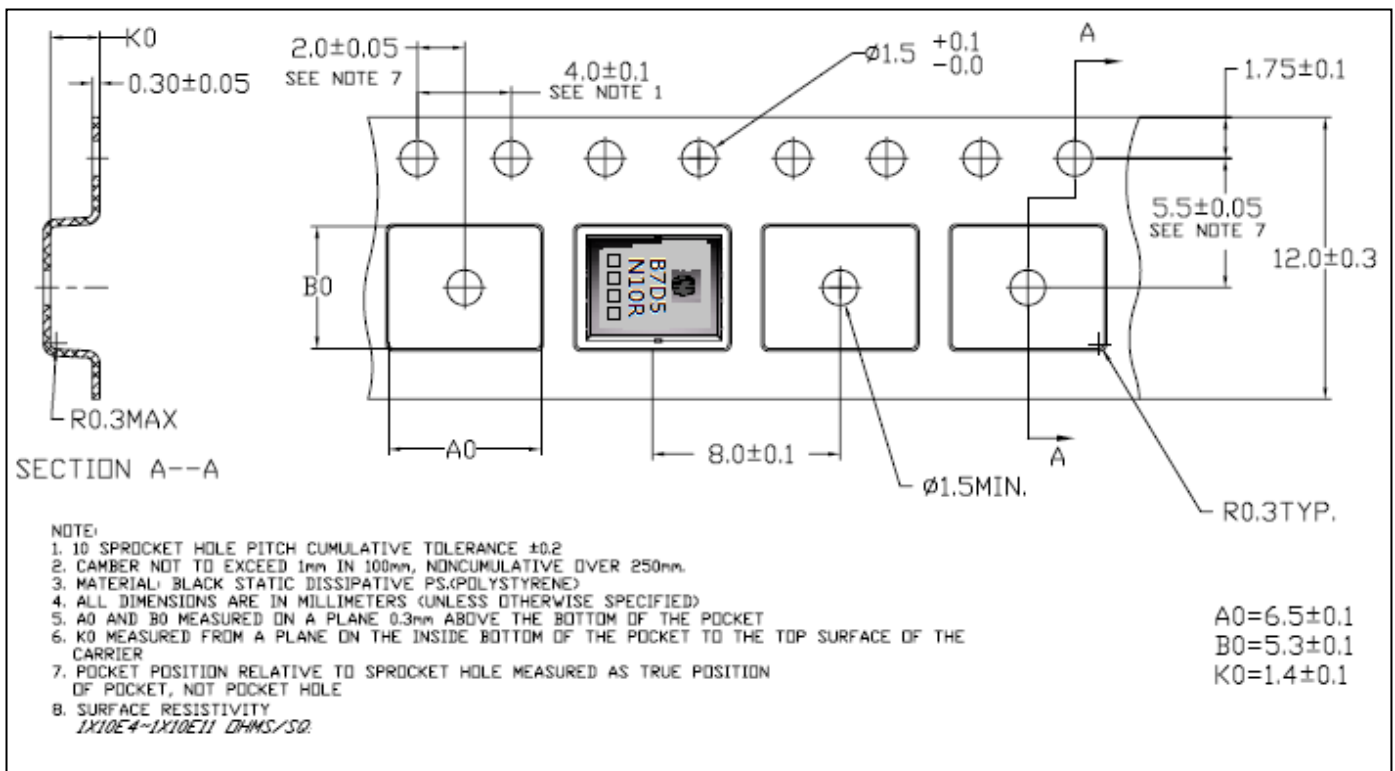 K0
2.0±0.05
SEE NOTE 7
4.0±0.1
SEE NOTE 1
Ø1.5 +0.1 -0.0
A
1.75±0.1
0.30±0.05
5.5±0.05
SEE NOTE 7
12.0±0.3
B0
B7D5
N10R
□□□□
R0.3MAX
A0
8.0±0.1
A
Ø1.5MIN.
R0.3TYP.
SECTION A--A
NOTE:
1. 10 SPROCKET HOLE PITCH CUMULATIVE TOLERANCE ±0.2
2. CAMBER NOT TO EXCEED 1mm IN 100mm, NONCUMULATIVE OVER 250mm.
3. MATERIAL: BLACK STATIC DISSIPATIVE PS.(POLYSTYRENE)
4. ALL DIMENSIONS ARE IN MILLIMETERS (UNLESS OTHERWISE SPECIFIED)
5. A0 AND B0 MEASURED ON A PLANE 0.3mm ABOVE THE BOTTOM OF THE POCKET
6. K0 MEASURED FROM A PLANE ON THE INSIDE BOTTOM OF THE POCKET TO THE TOP SURFACE OF THE
CARRIER
7. POCKET POSITION RELATIVE TO SPROCKET HOLE MEASURED AS TRUE POSITION
OF POCKET, NOT POCKET HOLE
8. SURFACE RESISTIVITY
1X10E4~1X10E11 OHMS/SQ.
A0=6.5±0.1
B0=5.3±0.1
K0=1.4±0.1